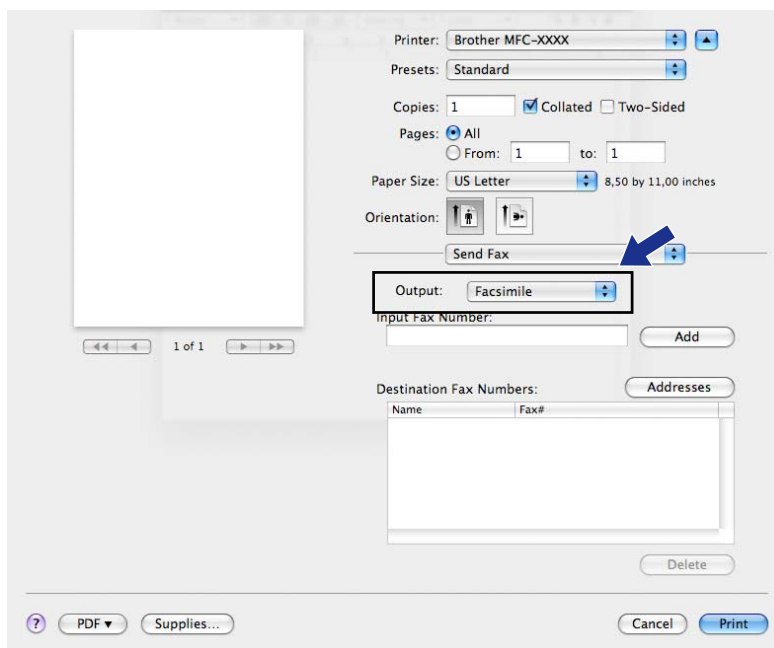 Printer: Brother MFC-XXXX
Presets: Standard
Copies: 1 Collated Two-Sided
Pages: All
From: 1 to: 1
Paper Size: US Letter 8,50 by 11,00 inches
Orientation:
Send Fax
Output: Facsimile
Input Fax Number:
Add
1 of 1
Destination Fax Numbers: Addresses
Name Fax#
Delete
? PDF Supplies... Cancel Print